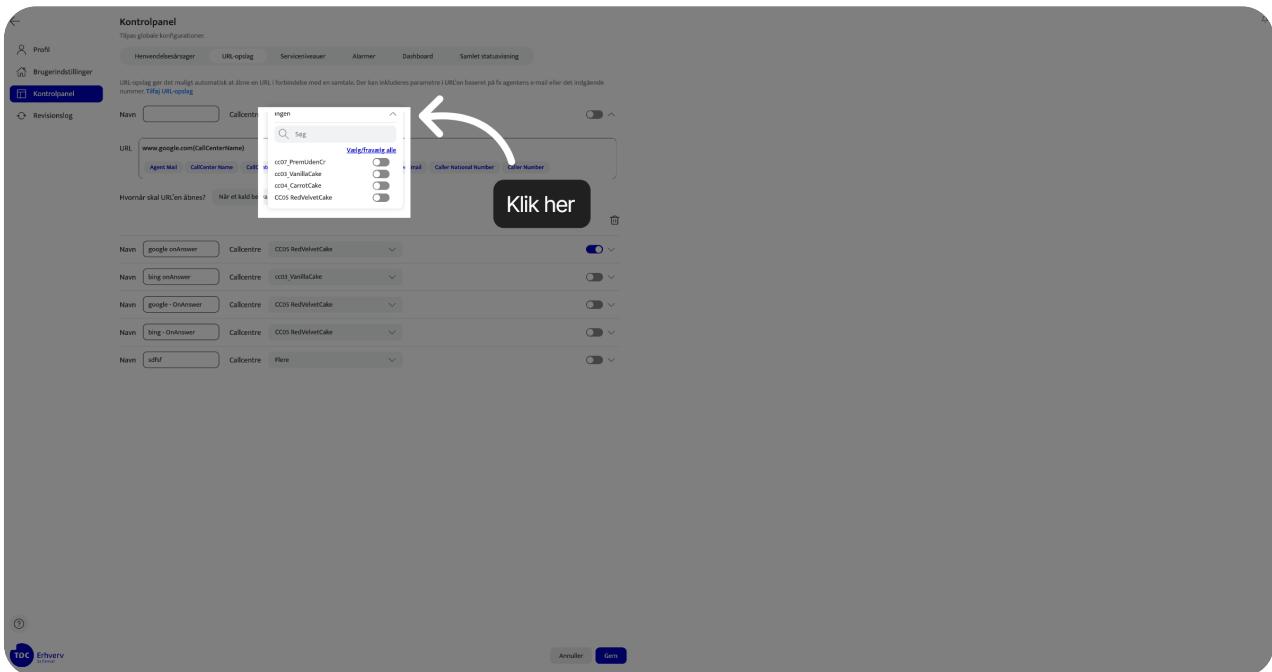 Kontrolpanel
Tilpas globale konfigurationer.
Profil
Brugerindstillinger
Kontrolpanel
Revisionslog
Henvendelsesårsager URL-opslag Serviceniveauer Alarmer Dashboard Samlet statusvisning
URL-opslag gør det muligt automatisk at åbne en URL i forbindelse med en samtale. Der kan inkluderes parametre i URL'en baseret på fx agentens e-mail eller det indgående
nummer. Tilføj URL-opslag
Navn Callcentre Ingen
Søg
Vælg/fravælg alle
cc07_PremUdenCr
cc03_VanillaCake
cc04_CarrotCake
CC05 RedVelvetCake
URL www.google.com(CallCenterName)
Agent Mail CallCenter Name Caller National Number Caller Number
Hvornår skal URL'en åbnes? Når et kald
Klik her
Navn google onAnswer Callcentre CC05 RedVelvetCake
Navn bing onAnswer Callcentre cc03_VanillaCake
Navn google - OnAnswer Callcentre CC05 RedVelvetCake
Navn bing - OnAnswer Callcentre CC05 RedVelvetCake
Navn sdfsf Callcentre Flere
TDC Erhverv
Annuller Gem